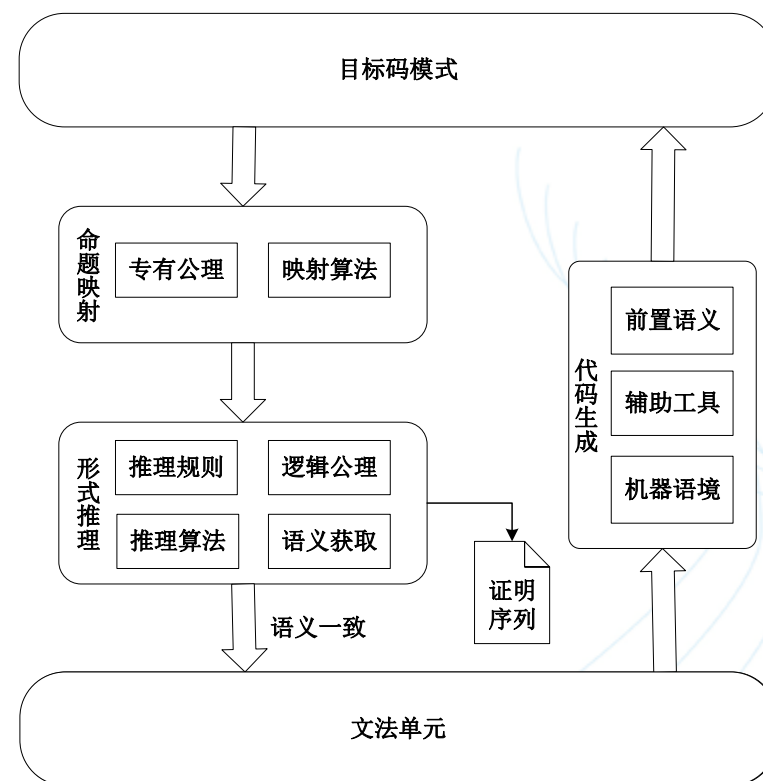 目标码模式
命题映射
专有公理
映射算法
形式推理
推理规则
逻辑公理
推理算法
语义获取
证明
序列
语义一致
代码生成
前置语义
辅助工具
机器语境
文法单元